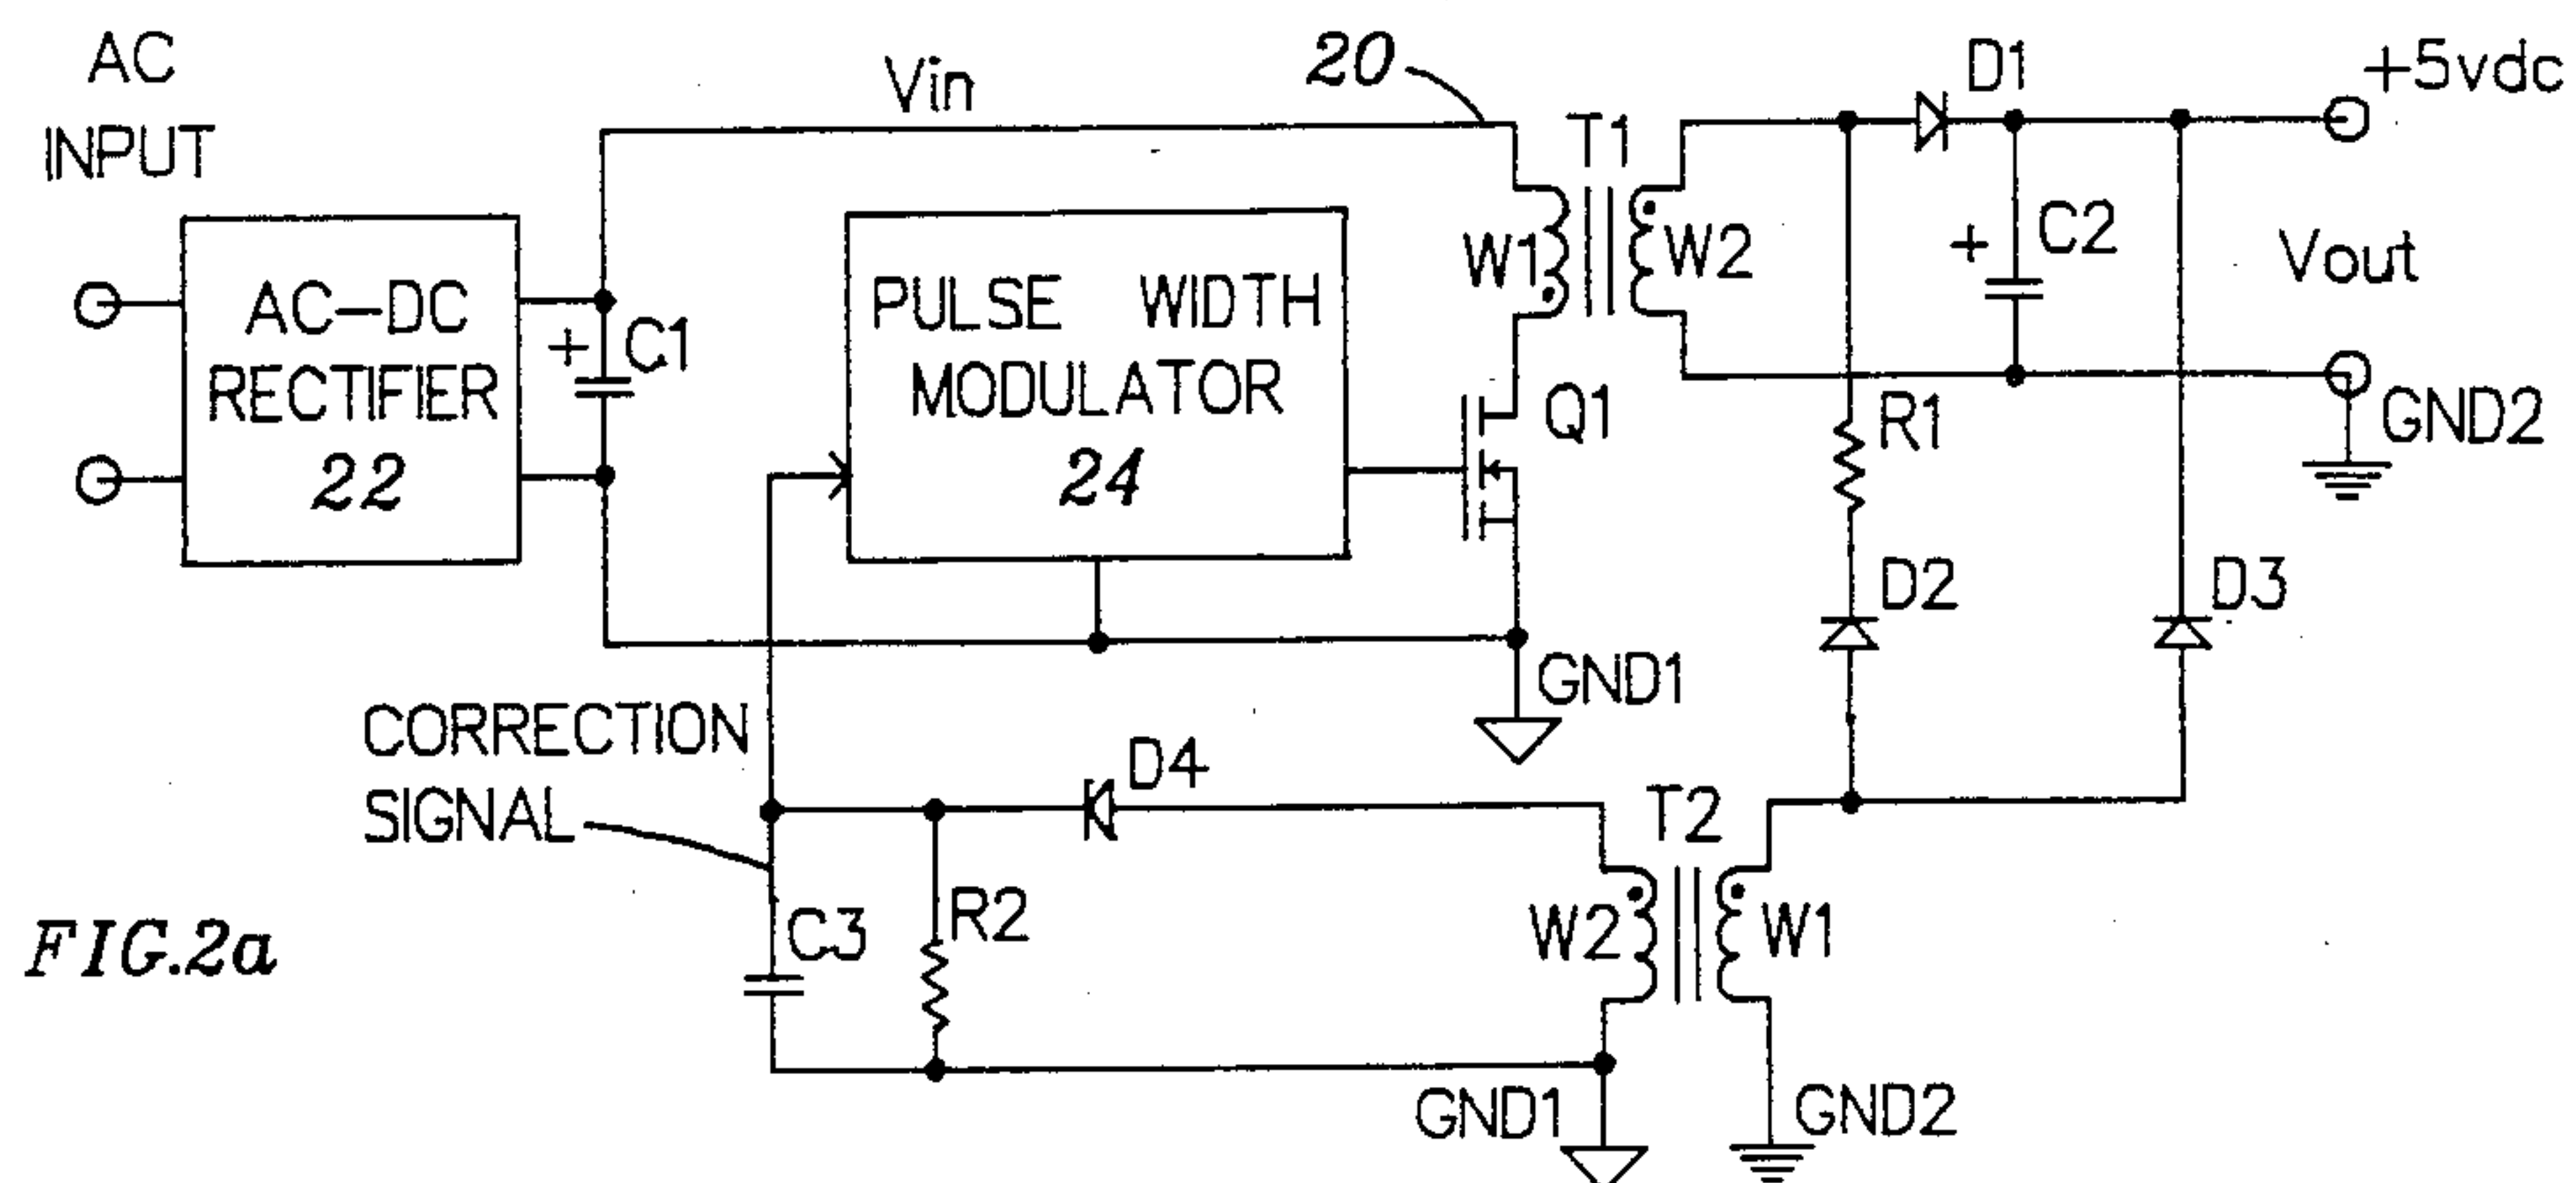 AC
INPUT
Vin
20
D1
+5vdc
T1
W1
W2
+
C2
Vout
AC-DC
RECTIFIER
22
+
C1
PULSE WIDTH
MODULATOR
24
Q1
R1
GND2
D2
D3
GND1
CORRECTION
SIGNAL
D4
T2
C3
R2
W2
W1
GND1
GND2
FIG.2a